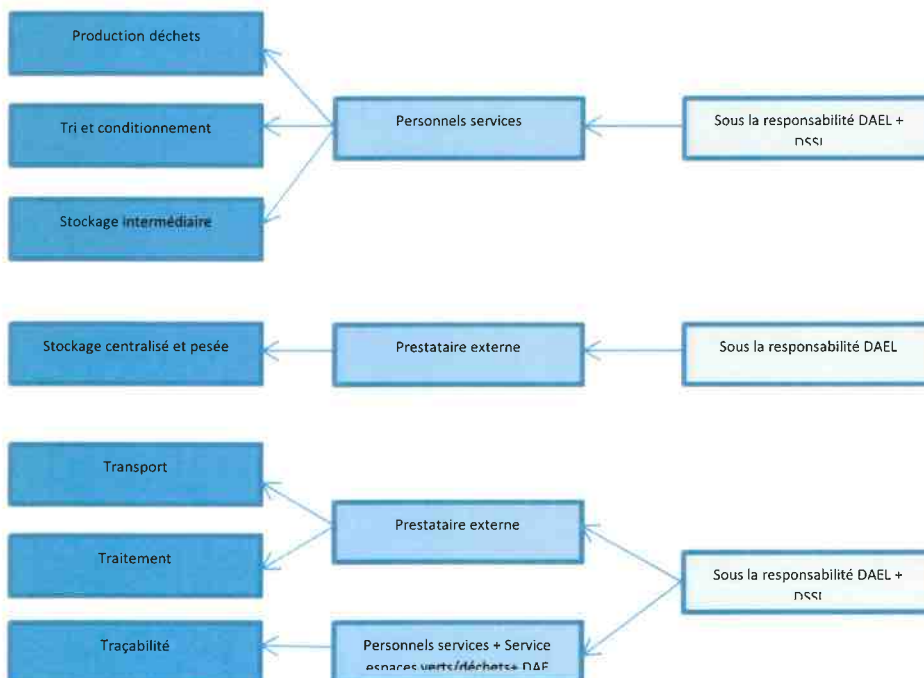 Production déchets
Tri et conditionnement
Stockage intermédiaire
Personnels services
Sous la responsabilité DAEL +
DSSI
Stockage centralisé et pesée
Prestataire externe
Sous la responsabilité DAEL
Transport
Traitement
Traçabilité
Prestataire externe
Personnels services + Service
espaces verts/déchets+ DAE
Sous la responsabilité DAEL +
DSSI